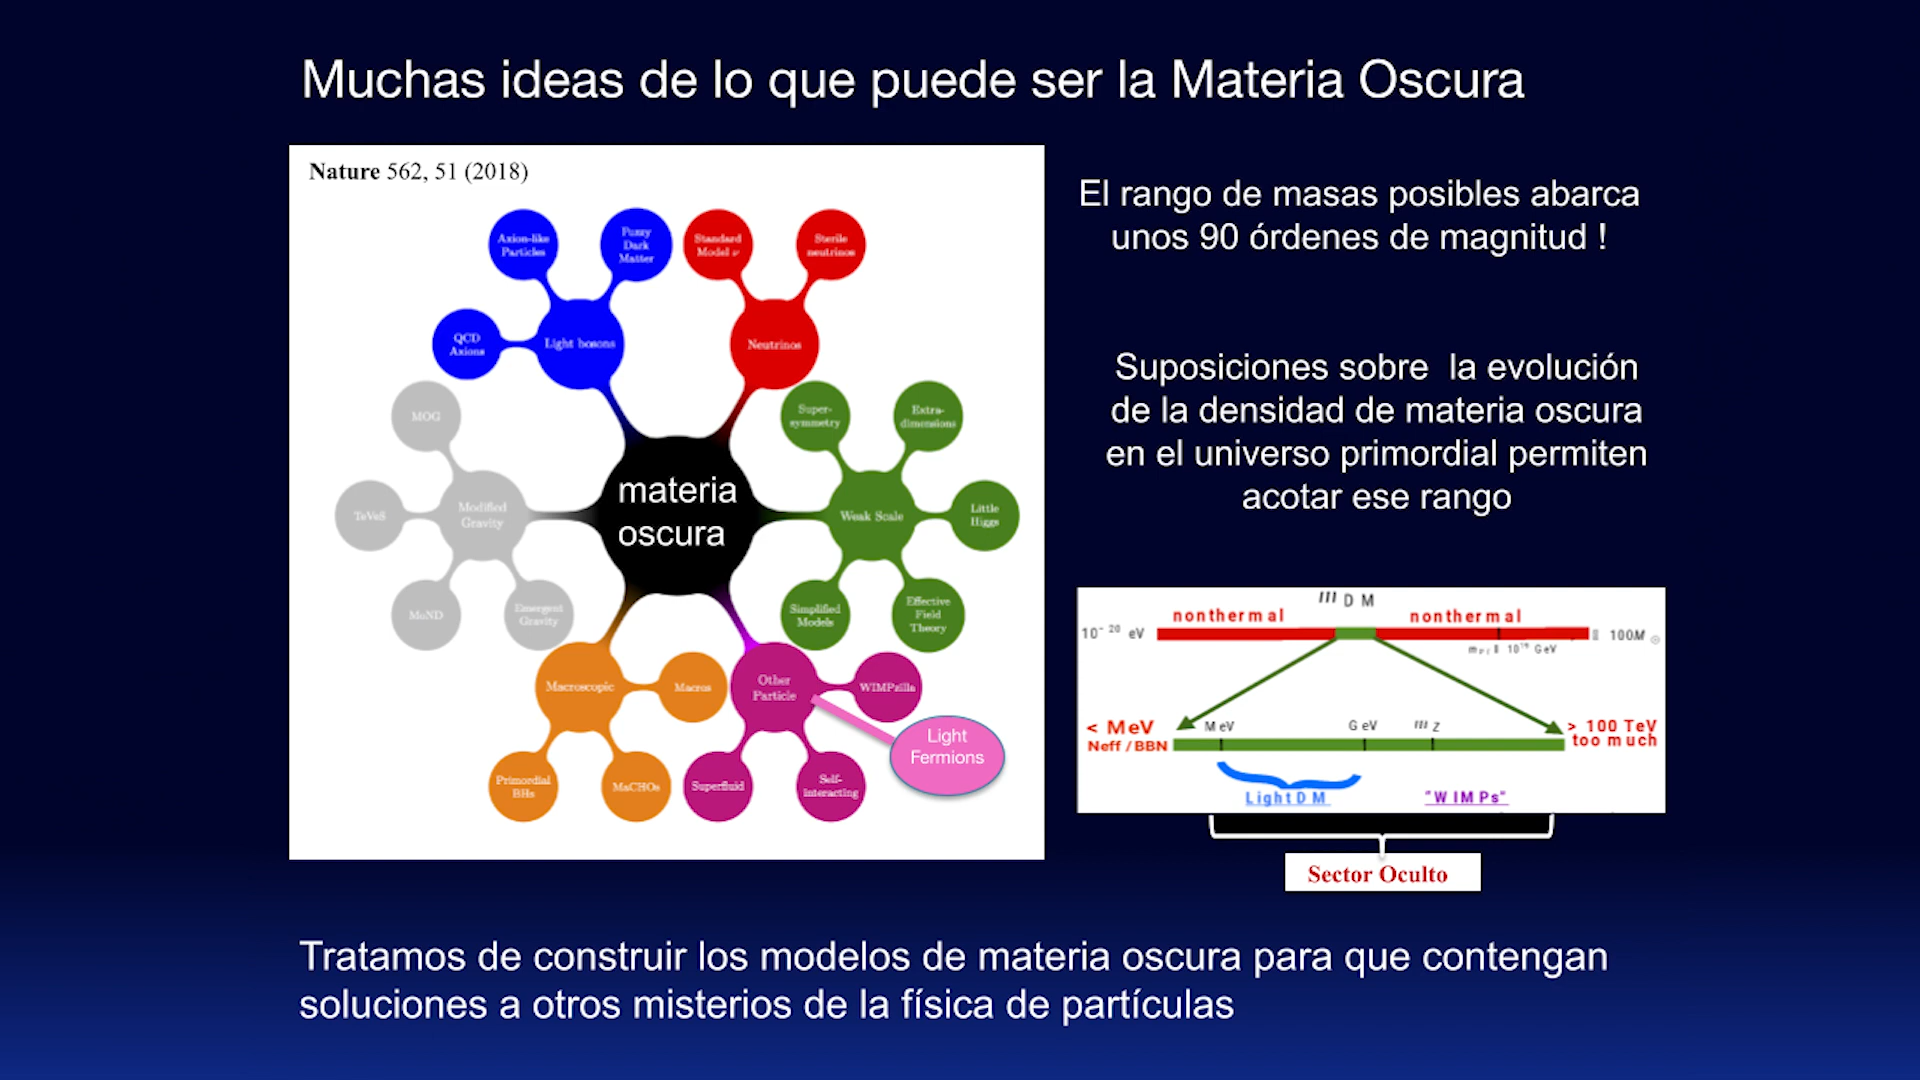 Muchas ideas de lo que puede ser la Materia Oscura
Nature 562, 51 (2018)
Axion-like
Particles
Fuzzy
Dark
Matter
Standard
Model ν
Sterile
neutrinos
QCD
Axions
Light bosons
Neutrinos
MOG
Super-
symmetry
Extra-
dimensions
TeVeS
Modified
Gravity
materia
oscura
Weak Scale
Little
Higgs
MoND
Emergent
Gravity
Simplified
Models
Effective
Field
Theory
Macroscopic
Macros
Other
Particle
WIMPzilla
Light
Fermions
Primordial
BHs
MaCHOs
Superfluid
Self-
interacting
El rango de masas posibles abarca
unos 90 órdenes de magnitud !
Suposiciones sobre la evolución
de la densidad de materia oscura
en el universo primordial permiten
acotar ese rango
m DM
nonthermal
nonthermal
10⁻²⁰ eV
100M☉
10¹⁹ GeV
< MeV
Neff / BBN
MeV
GeV
m Z
> 100 TeV
too much
Light DM
"WIMPs"
Sector Oculto
Tratamos de construir los modelos de materia oscura para que contengan
soluciones a otros misterios de la física de partículas